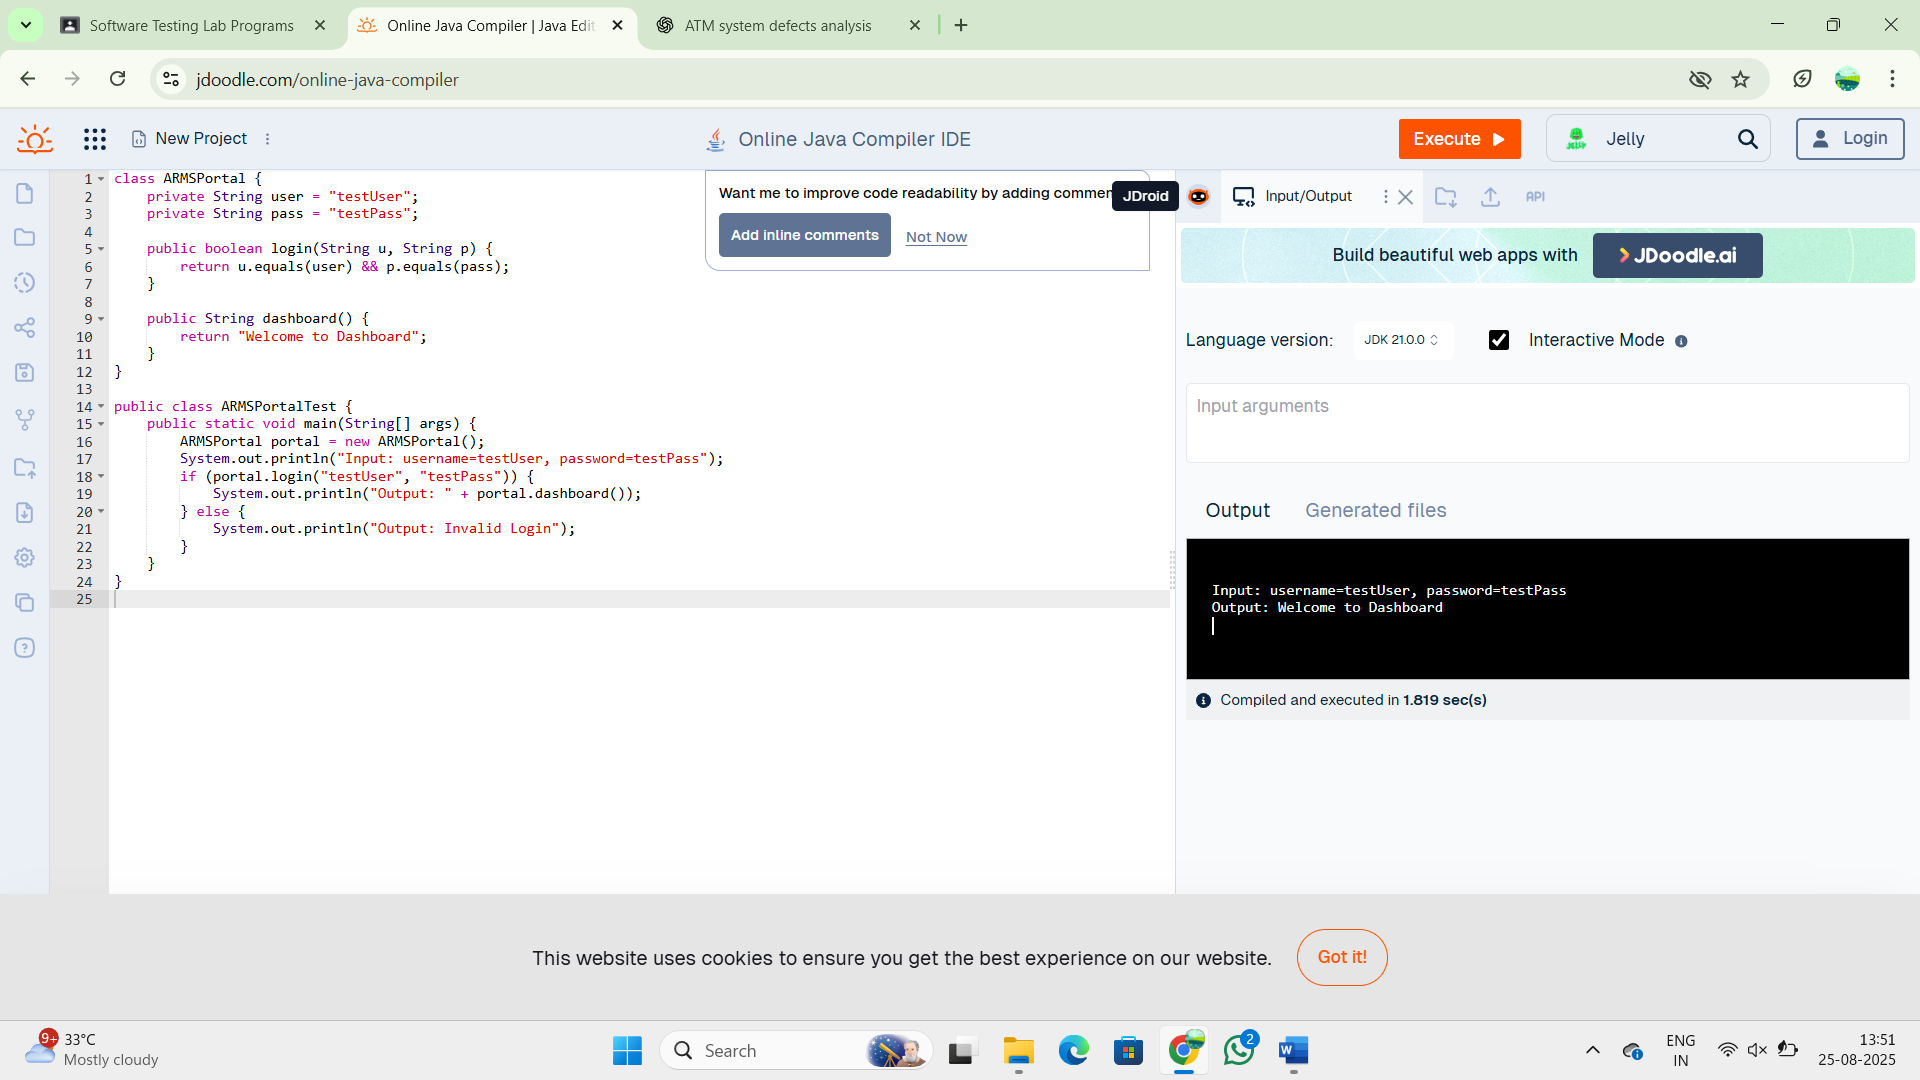 Software Testing Lab Programs
Online Java Compiler | Java Edit
ATM system defects analysis
jdoodle.com/online-java-compiler
New Project
Online Java Compiler IDE
Execute
Jelly
Login
1 class ARMSPortal {
2 private String user = "testUser";
3 private String pass = "testPass";
4
5 public boolean login(String u, String p) {
6 return u.equals(user) && p.equals(pass);
7 }
8
9 public String dashboard() {
10 return "Welcome to Dashboard";
11 }
12 }
13
14 public class ARMSPortalTest {
15 public static void main(String[] args) {
16 ARMSPortal portal = new ARMSPortal();
17 System.out.println("Input: username=testUser, password=testPass");
18 if (portal.login("testUser", "testPass")) {
19 System.out.println("Output: " + portal.dashboard());
20 } else {
21 System.out.println("Output: Invalid Login");
22 }
23 }
24 }
25
Want me to improve code readability by adding commen
Add inline comments
Not Now
JDroid
Input/Output
API
Build beautiful web apps with
JDoodle.ai
Language version:
JDK 21.0.0
Interactive Mode
Input arguments
Output
Generated files
Input: username=testUser, password=testPass
Output: Welcome to Dashboard
Compiled and executed in 1.819 sec(s)
This website uses cookies to ensure you get the best experience on our website.
Got it!
9+
33°C
Mostly cloudy
Search
2
ENG
IN
13:51
25-08-2025